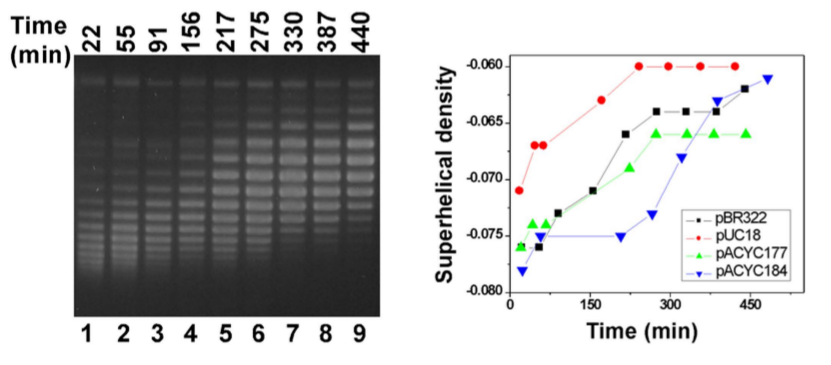 Time (min)
22 55 91 156 217 275 330 387 440
1 2 3 4 5 6 7 8 9
Superhelical density
-0.060
-0.065
-0.070
-0.075
-0.080
0 150 300 450
Time (min)
pBR322
pUC18
pACYC177
pACYC184